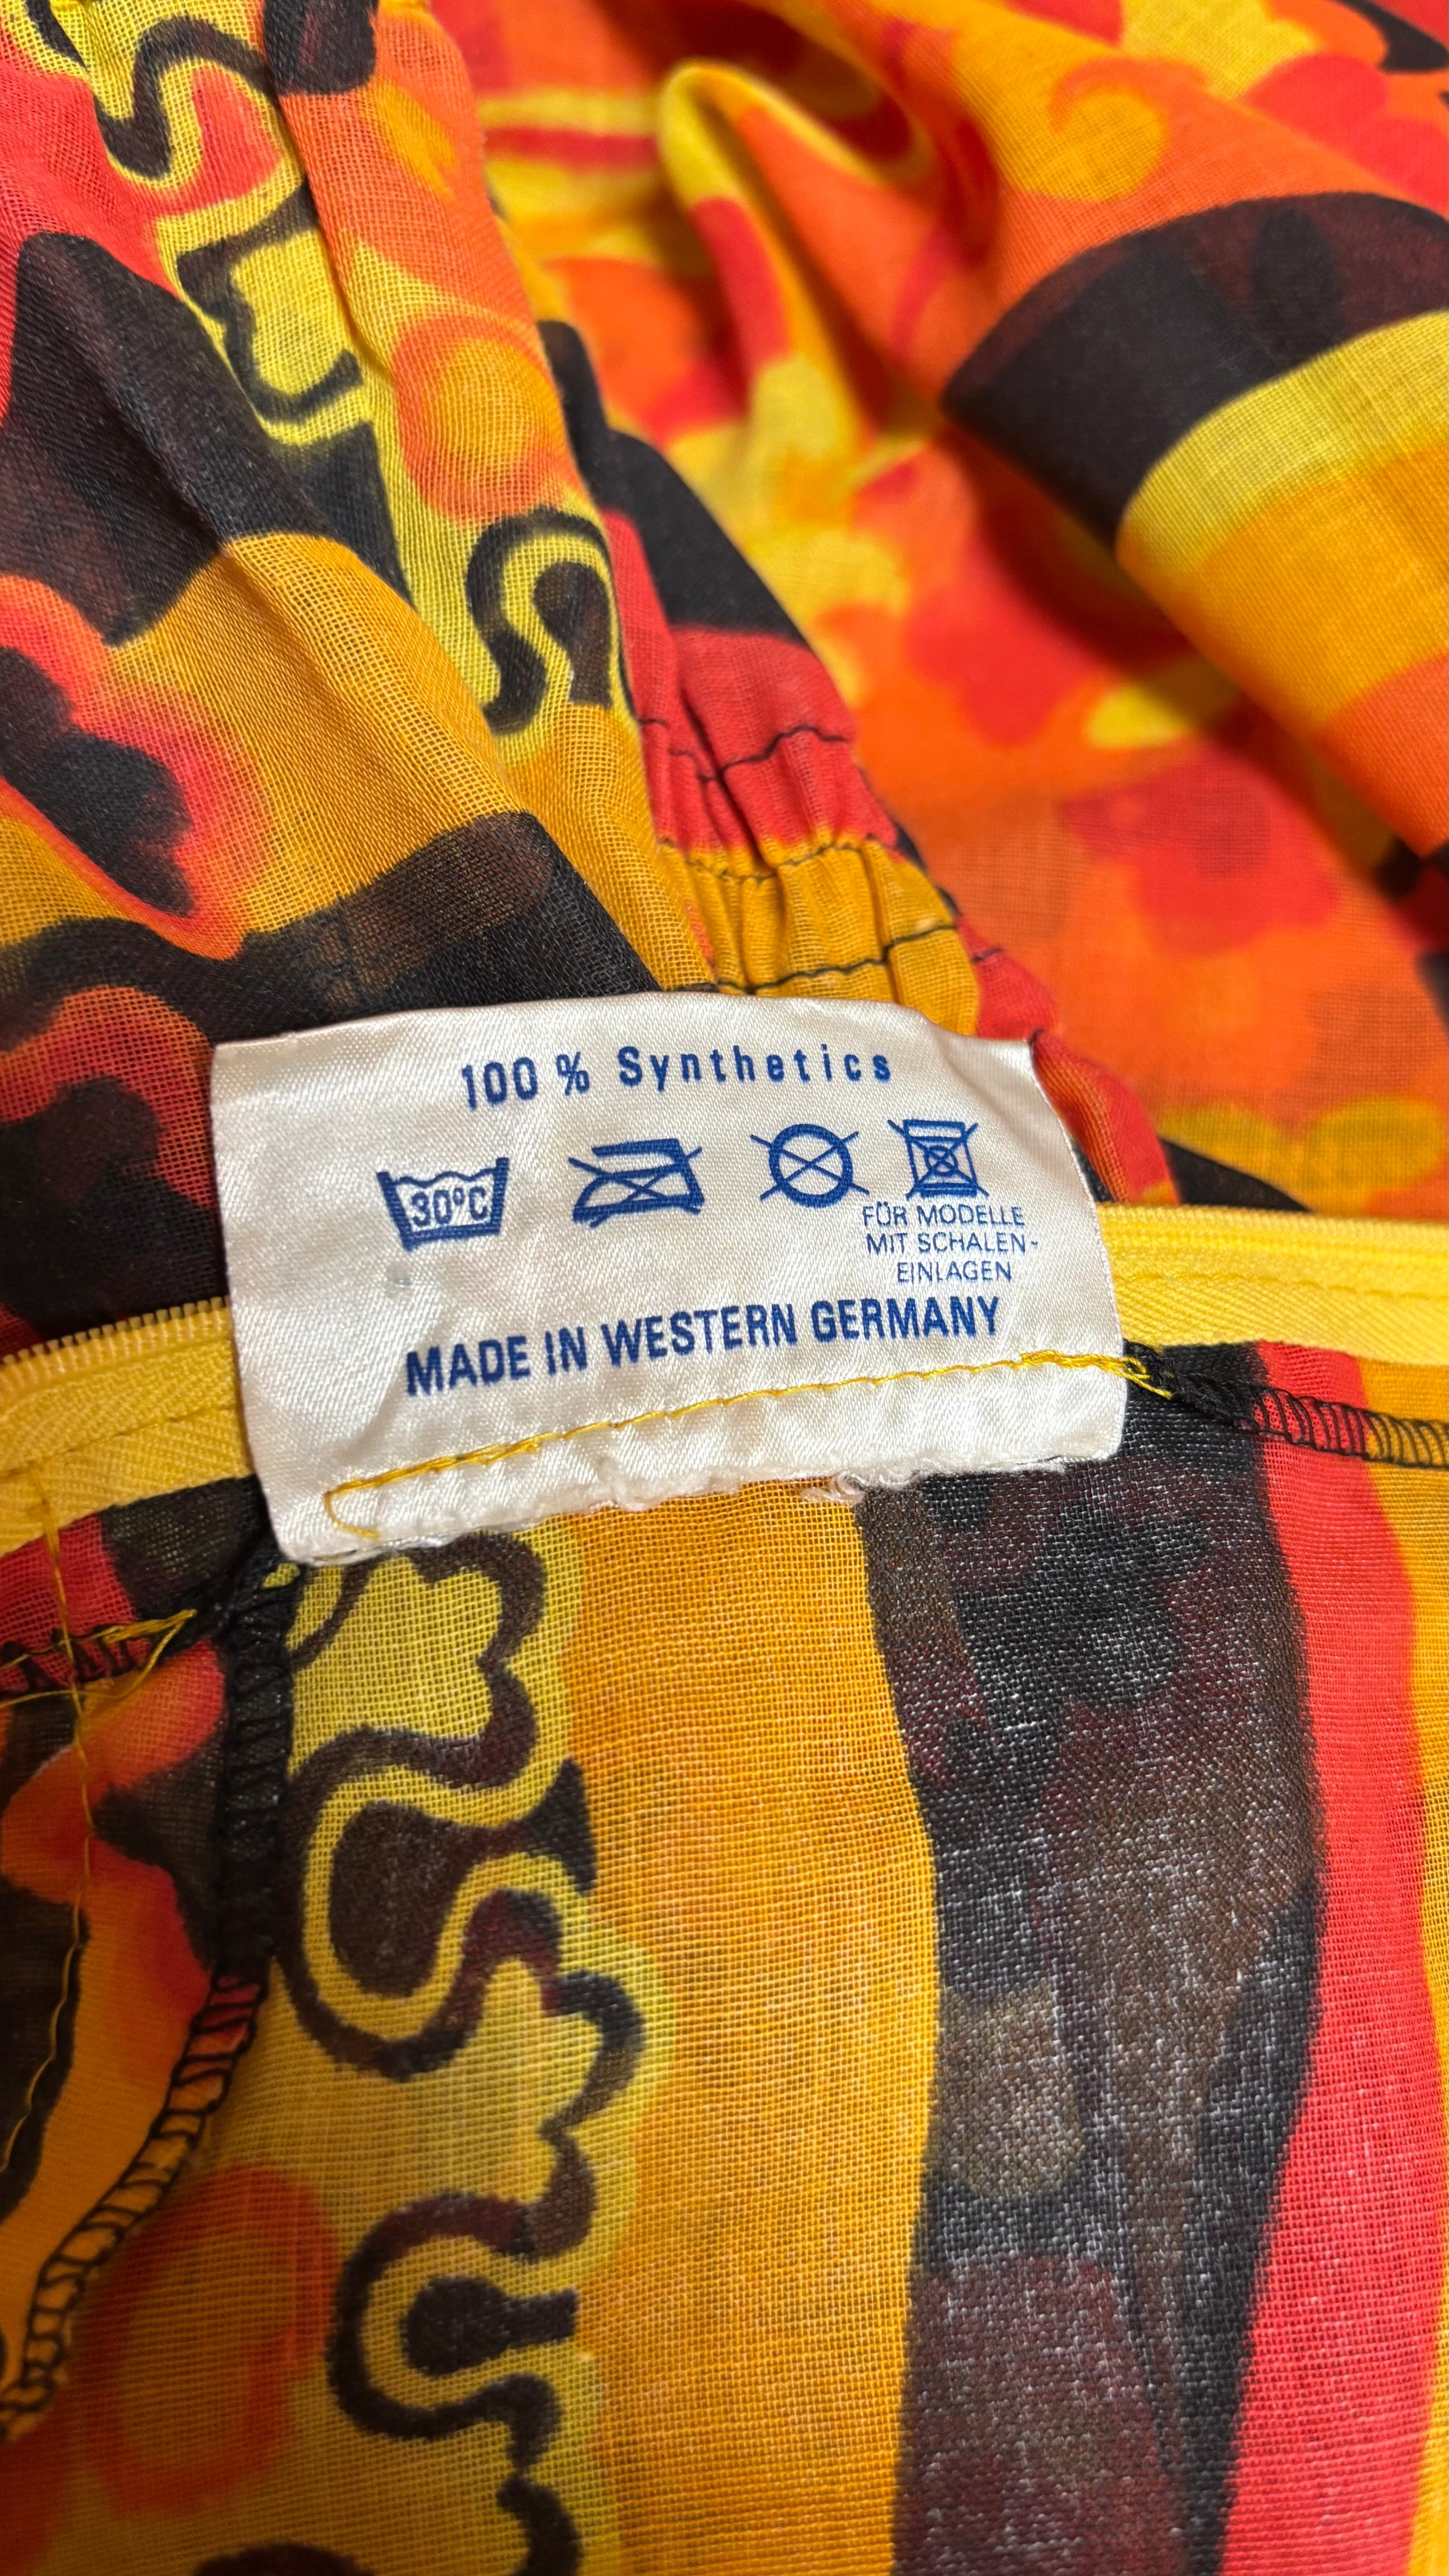 100 % Synthetics
30°C
FÜR MODELLE
MIT SCHALEN-
EINLAGEN
MADE IN WESTERN GERMANY